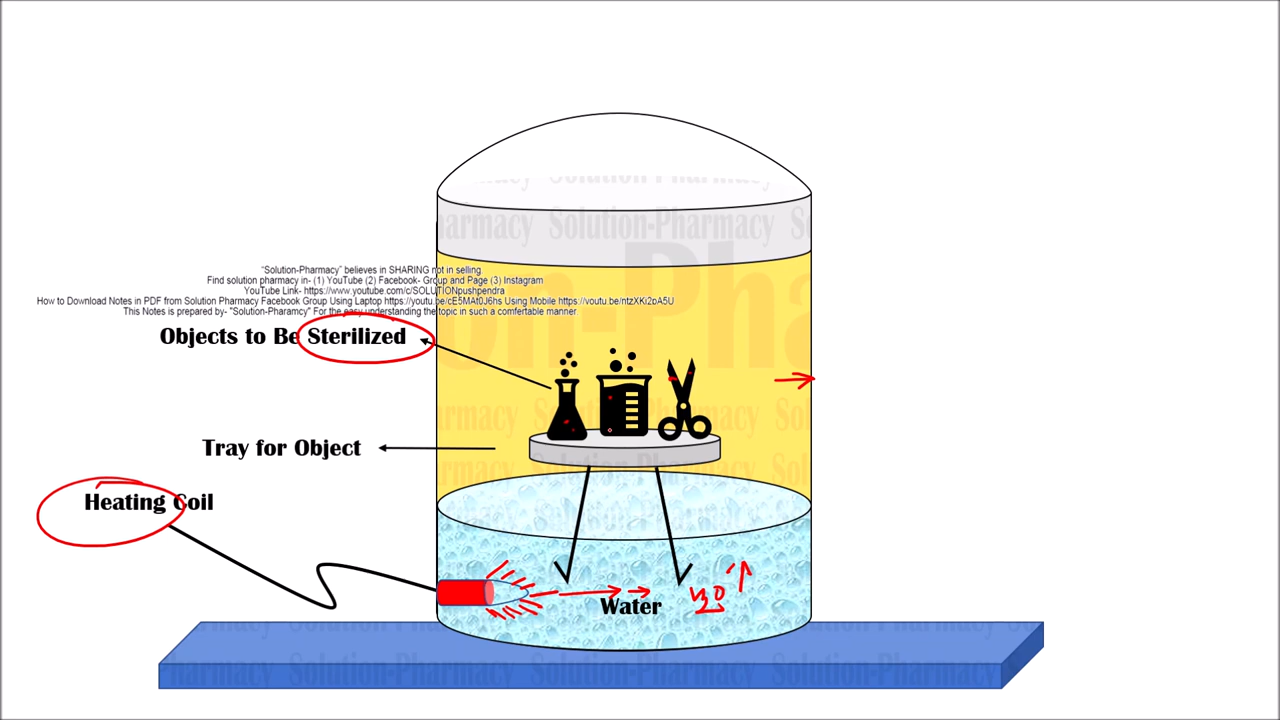 Solution-Pharmacy
"Solution-Pharmacy" believes in SHARING not in selling.
Find solution pharmacy in- (1) YouTube (2) Facebook- Group and Page (3) Instagram
YouTube Link- https://www.youtube.com/c/SOLUTIONpushpendra
How to Download Notes in PDF from Solution Pharmacy Facebook Group Using Laptop https://youtu.be/cE5MAt0J6hs Using Mobile https://youtu.be/ntzXKi2bA5U
This Notes is prepared by- "Solution-Pharamcy" For the easy understanding the topic in such a comfertable manner
Objects to Be Sterilized
Tray for Object
Heating Coil
Water